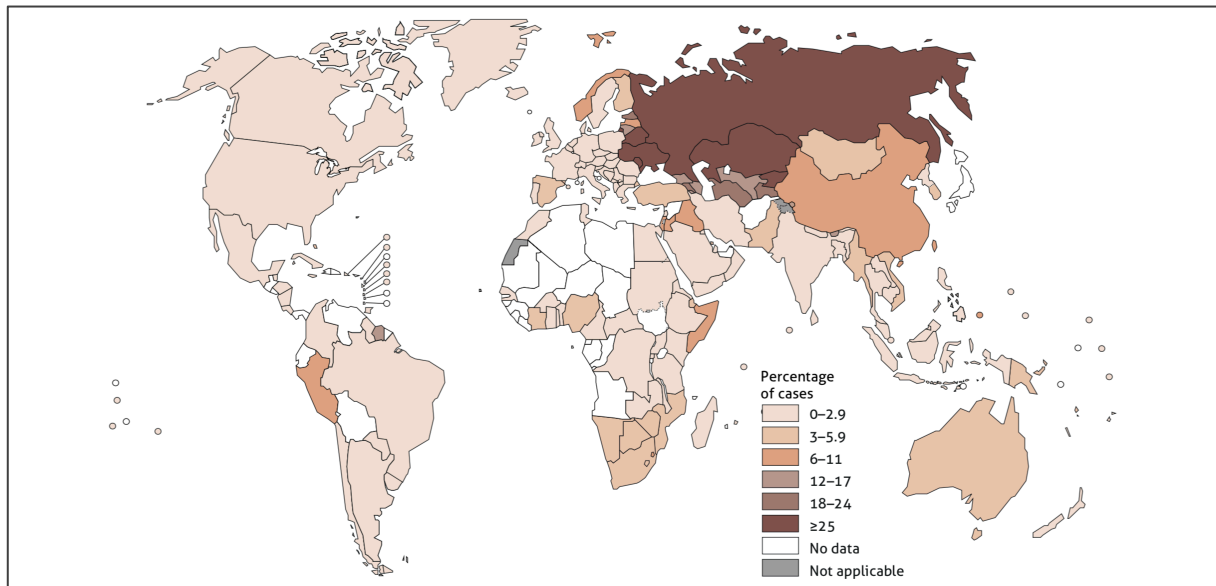 Percentage
of cases
0–2.9
3–5.9
6–11
12–17
18–24
≥25
No data
Not applicable